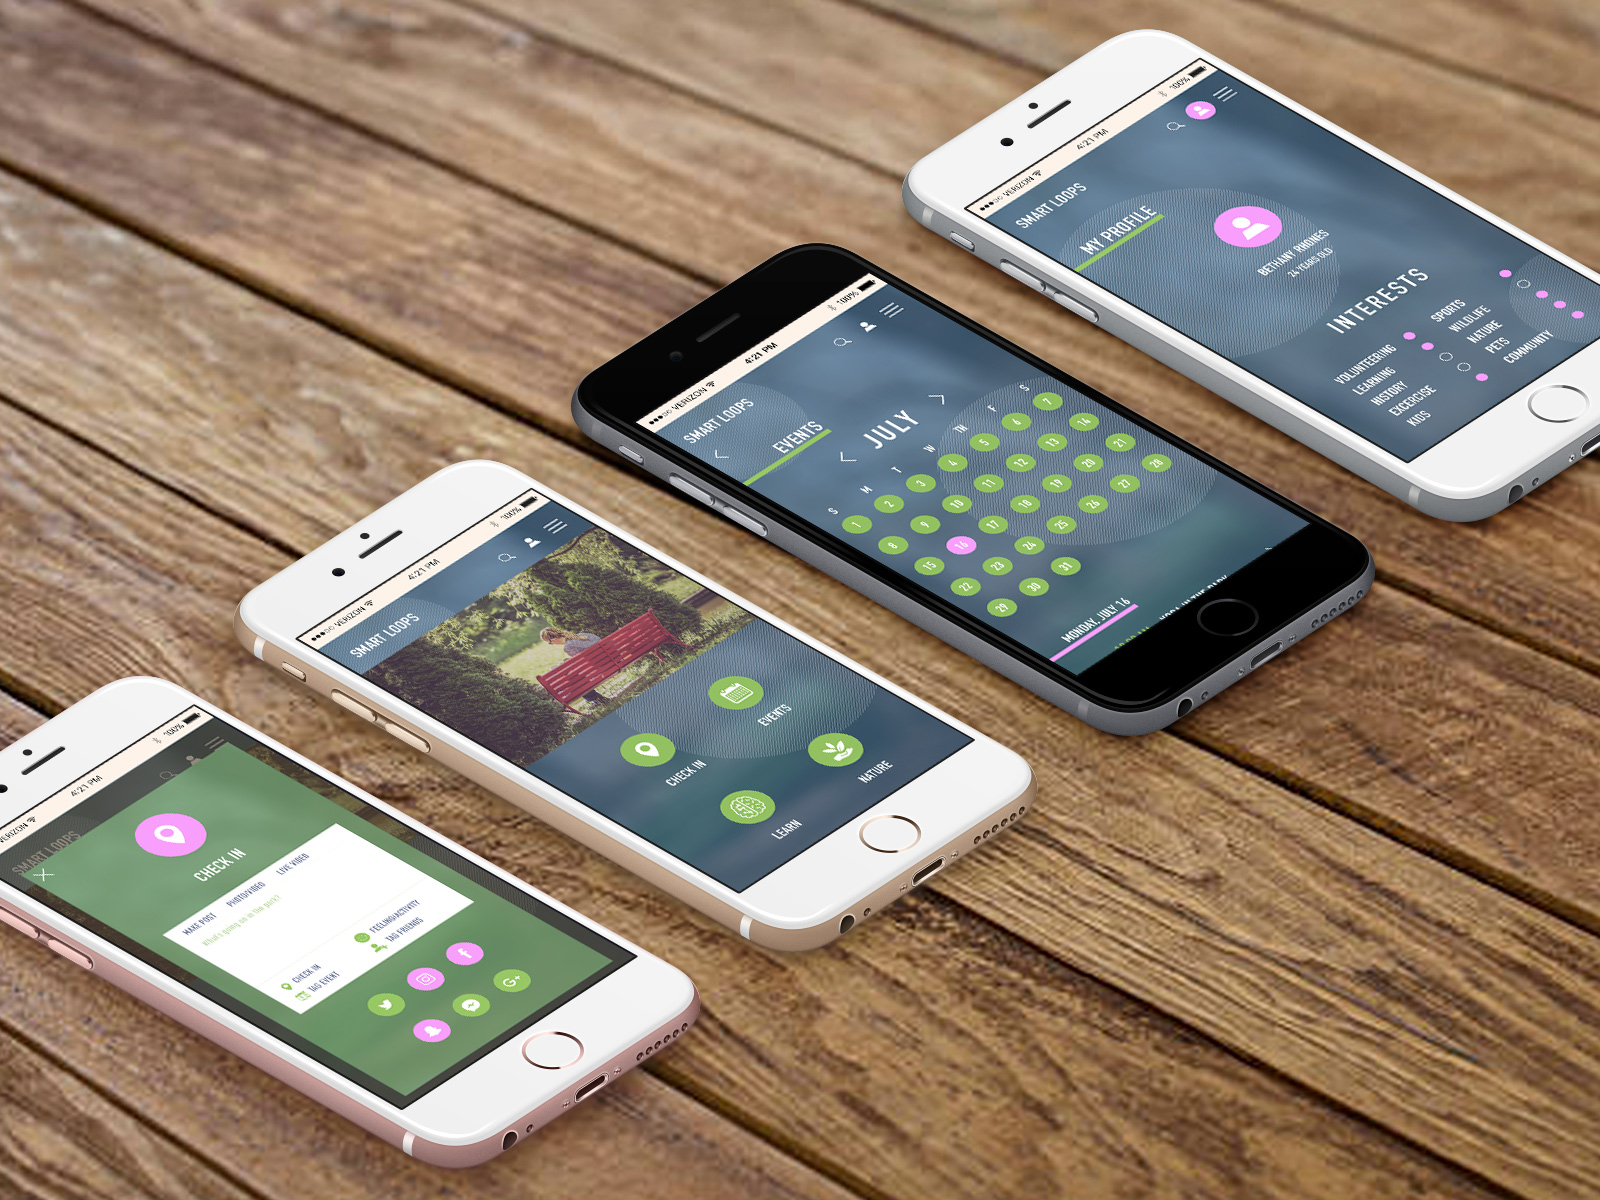 VERIZON
4:21 PM
100%
SMART LOOPS
CHECK IN
MAKE POST
PHOTO/VIDEO
LIVE VIDEO
What's going on in the park?
CHECK IN
FEELING/ACTIVITY
TAG EVENT
TAG FRIENDS
G+
VERIZON
4:21 PM
100%
SMART LOOPS
CHECK IN
EVENTS
LEARN
NATURE
VERIZON
4:21 PM
100%
SMART LOOPS
EVENTS
JULY
S M T W TH F S
1 2 3 4 5 6 7
8 9 10 11 12 13 14
15 16 17 18 19 20 21
22 23 24 25 26 27 28
29 30 31
MONDAY, JULY 16
YOGA IN THE PARK
VERIZON
4:21 PM
100%
SMART LOOPS
MY PROFILE
BETHANY RHONES
24 YEARS OLD
INTERESTS
VOLUNTEERING
LEARNING
HISTORY
EXCERCISE
KIDS
SPORTS
WILDLIFE
NATURE
PETS
COMMUNITY